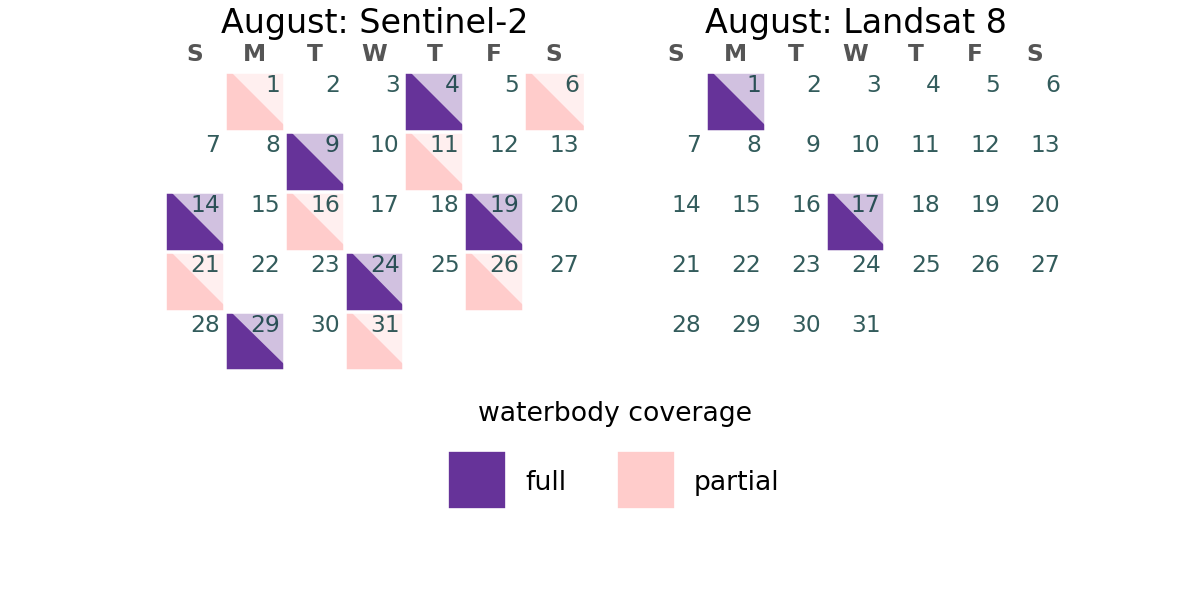 August: Sentinel-2
S M T W T F S
1 2 3 4 5 6
7 8 9 10 11 12 13
14 15 16 17 18 19 20
21 22 23 24 25 26 27
28 29 30 31
August: Landsat 8
S M T W T F S
1 2 3 4 5 6
7 8 9 10 11 12 13
14 15 16 17 18 19 20
21 22 23 24 25 26 27
28 29 30 31
waterbody coverage
full partial